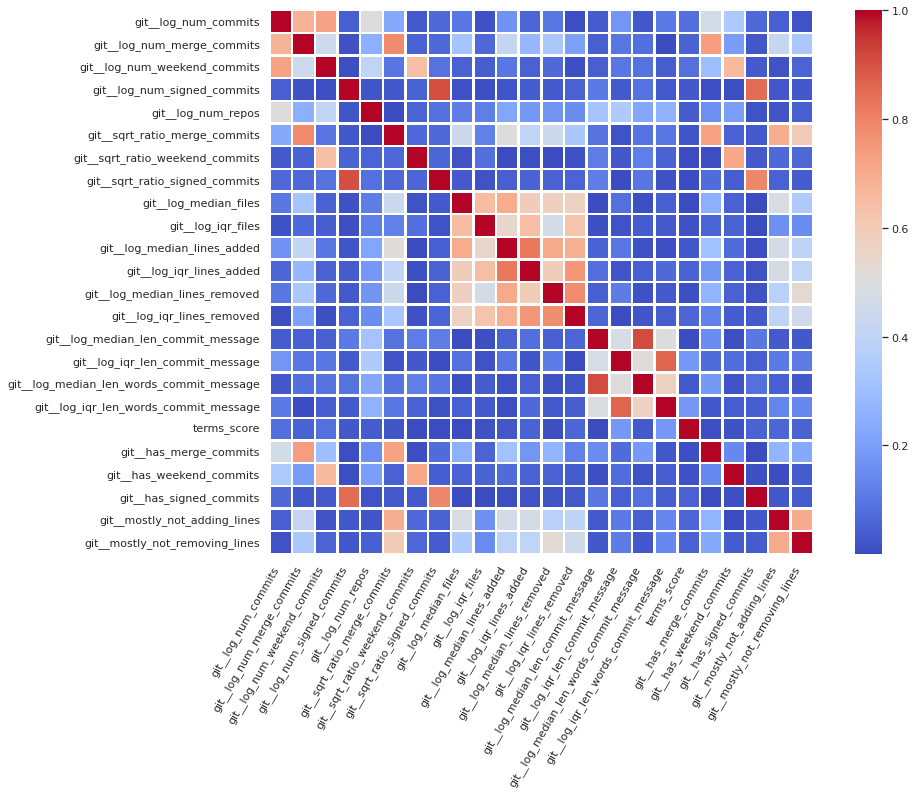 git__log_num_commits
git__log_num_merge_commits
git__log_num_weekend_commits
git__log_num_signed_commits
git__log_num_repos
git__sqrt_ratio_merge_commits
git__sqrt_ratio_weekend_commits
git__sqrt_ratio_signed_commits
git__log_median_files
git__log_iqr_files
git__log_median_lines_added
git__log_iqr_lines_added
git__log_median_lines_removed
git__log_iqr_lines_removed
git__log_median_len_commit_message
git__log_iqr_len_commit_message
git__log_median_len_words_commit_message
git__log_iqr_len_words_commit_message
terms_score
git__has_merge_commits
git__has_weekend_commits
git__has_signed_commits
git__mostly_not_adding_lines
git__mostly_not_removing_lines
1.0
0.8
0.6
0.4
0.2
git__log_num_commits
git__log_num_merge_commits
git__log_num_weekend_commits
git__log_num_signed_commits
git__log_num_repos
git__sqrt_ratio_merge_commits
git__sqrt_ratio_weekend_commits
git__sqrt_ratio_signed_commits
git__log_median_files
git__log_iqr_files
git__log_median_lines_added
git__log_iqr_lines_added
git__log_median_lines_removed
git__log_iqr_lines_removed
git__log_median_len_commit_message
git__log_iqr_len_commit_message
git__log_median_len_words_commit_message
git__log_iqr_len_words_commit_message
terms_score
git__has_merge_commits
git__has_weekend_commits
git__has_signed_commits
git__mostly_not_adding_lines
git__mostly_not_removing_lines